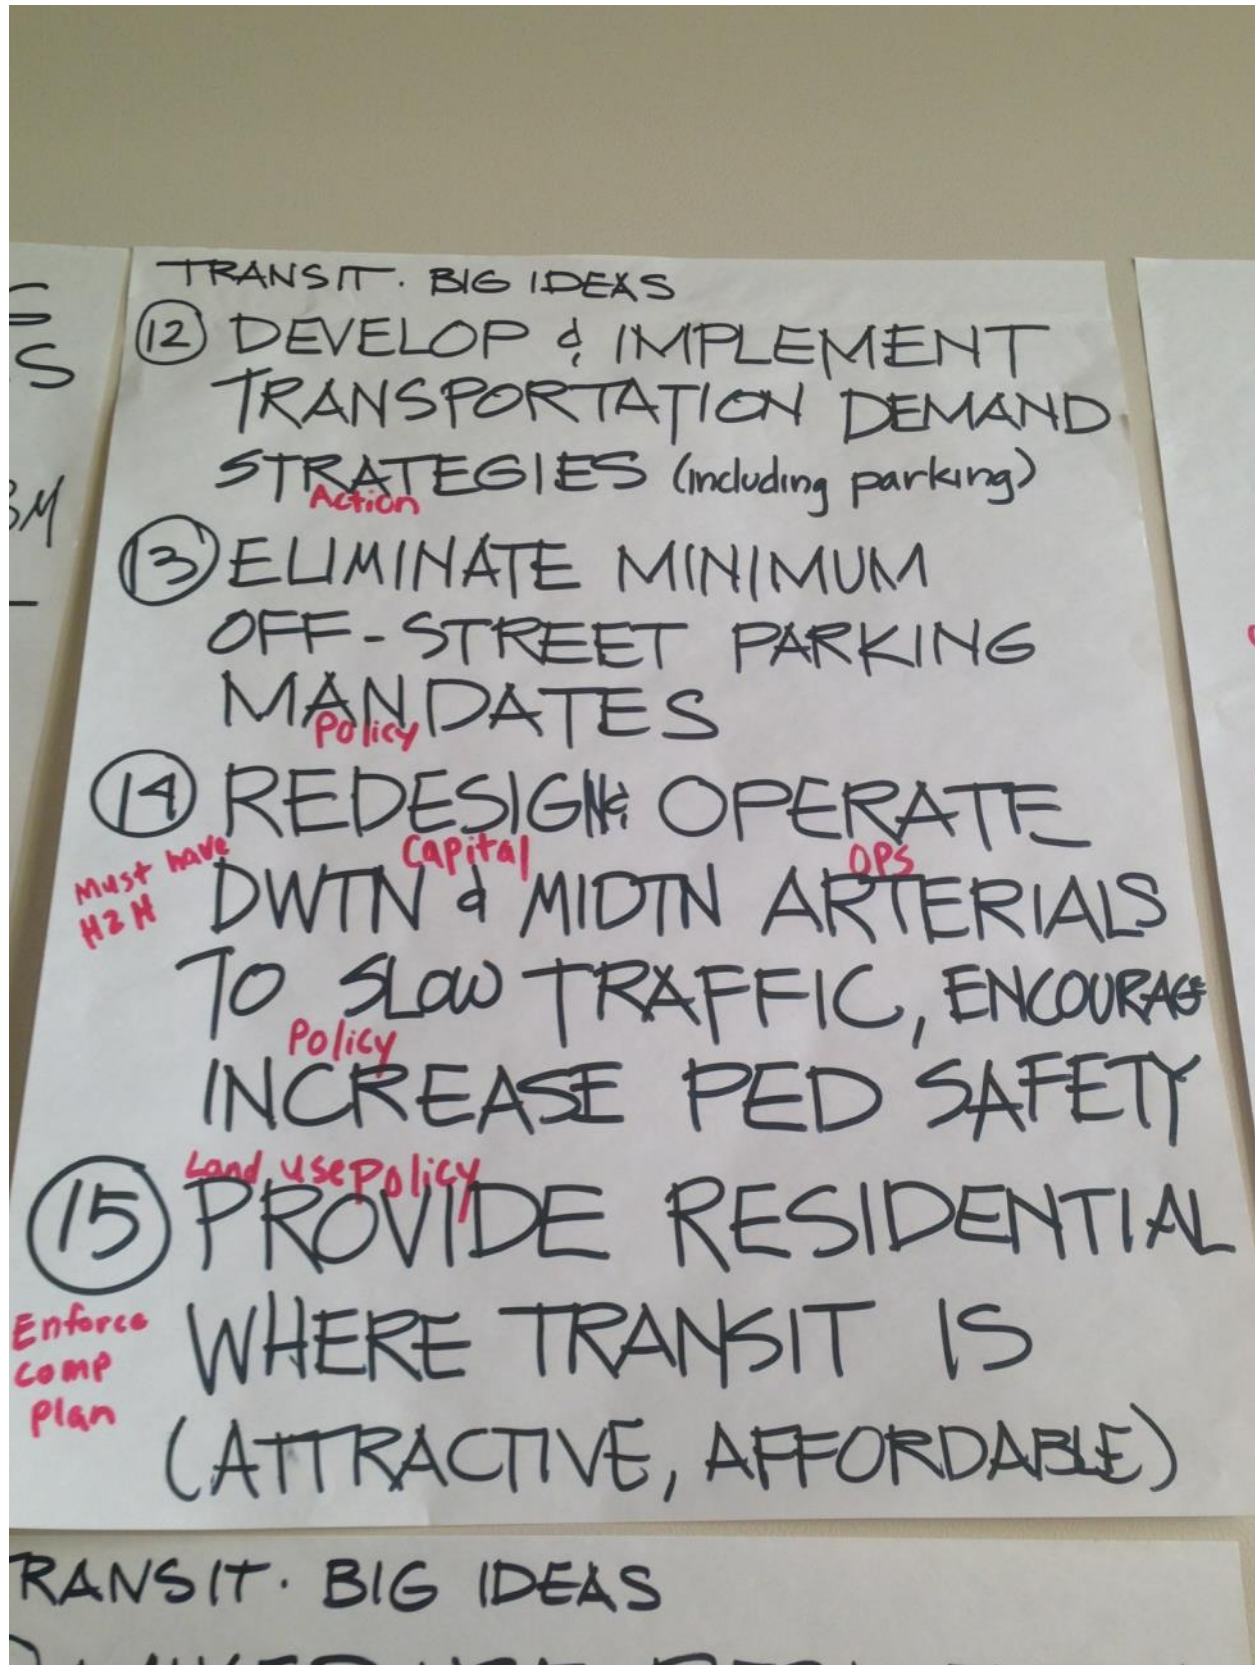 TRANSIT. BIG IDEAS
12 DEVELOP & IMPLEMENT
TRANSPORTATION DEMAND
STRATEGIES (including parking)
Action
13 ELIMINATE MINIMUM
OFF-STREET PARKING
MANDATES
Policy
14 REDESIGN & OPERATE
Must have
H2H
Capital
OPS
DWTN & MIDTN ARTERIALS
TO SLOW TRAFFIC, ENCOURAGE
Policy
INCREASE PED SAFETY
Land use Policy
15 PROVIDE RESIDENTIAL
Enforce
comp
plan
WHERE TRANSIT IS
(ATTRACTIVE, AFFORDABLE)
RANSIT. BIG IDEAS